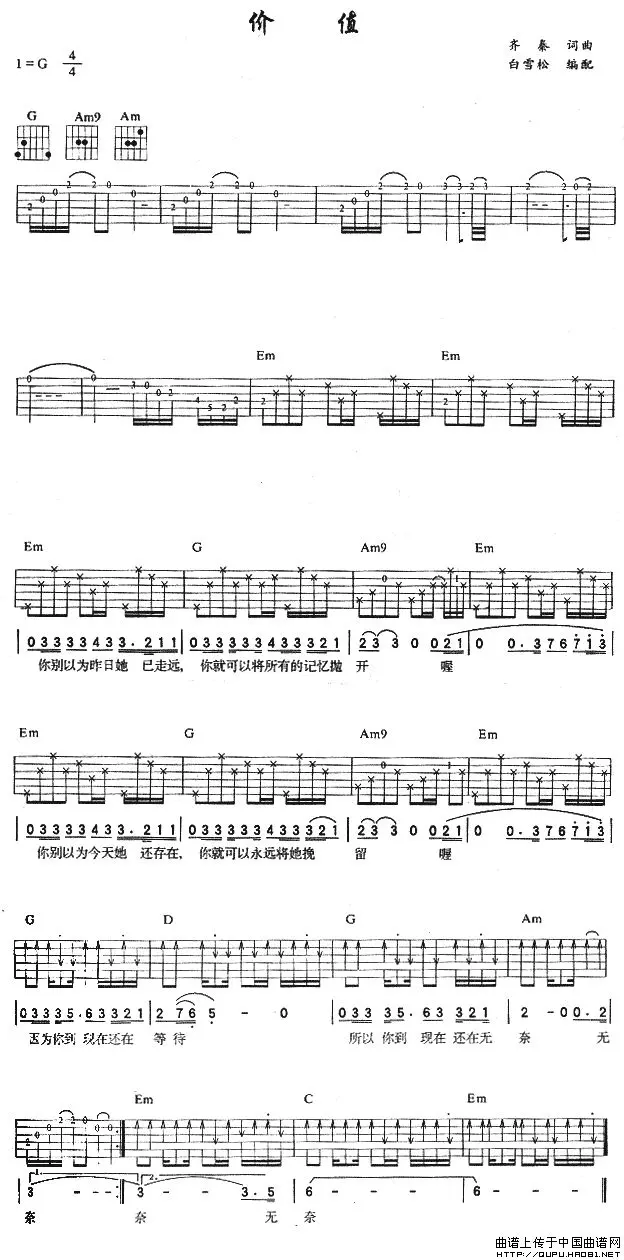 价 值
齐 秦 词曲
1=G 4/4
白雪松 编配
G Am9 Am
Em Em
Em G Am9 Em
0 3 3 3 3 3 4 3 3. 2 1 1 0 3 3 3 3 3 4 3 3 3 2 1 2 3 3 0 0 2 1 0 0. 3 7 6 7 1 3
你别以为昨日她 已走远, 你就可以将所有的记忆抛 开 喔
Em G Am9 Em
0 3 3 3 3 3 4 3 3. 2 1 1 0 3 3 3 3 3 4 3 3 3 2 1 2 3 3 0 0 2 1 0 0. 3 7 6 7 1 3
你别以为今天她 还存在, 你就可以永远将她挽 留 喔
G D G Am
0 3 3 3 5. 6 3 3 2 1 2 7 6 5 - 0 0 3 3 3 5. 6 3 3 2 1 2 - 0 0. 2
因为你到 现在还在 等待 所以 你到 现在 还在无 奈 无
Em C Em
1. 2.
3 - - - 3 - - 3. 5 6 - - - 6 - - -
奈 奈 无 奈
曲谱上传于中国曲谱网
HTTP://QUPU.HAO81.NET